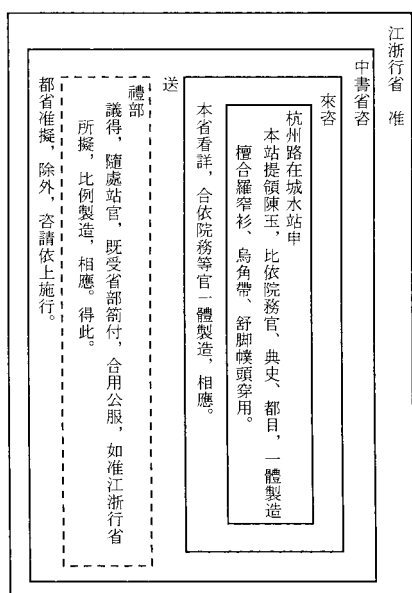 江浙行省　准
中書省咨
來咨
杭州路在城水站申
本站提領陳玉，比依院務官、典史、都目，一體製造
檀合羅窄衫、烏角帶、舒脚幞頭穿用。
本省看詳，合依院務等官一體製造，相應。
送
禮部
議得，隨處站官，既受省部劄付，合用公服，如准江浙行省
所擬，比例製造，相應。得此。
都省准擬，除外，咨請依上施行。